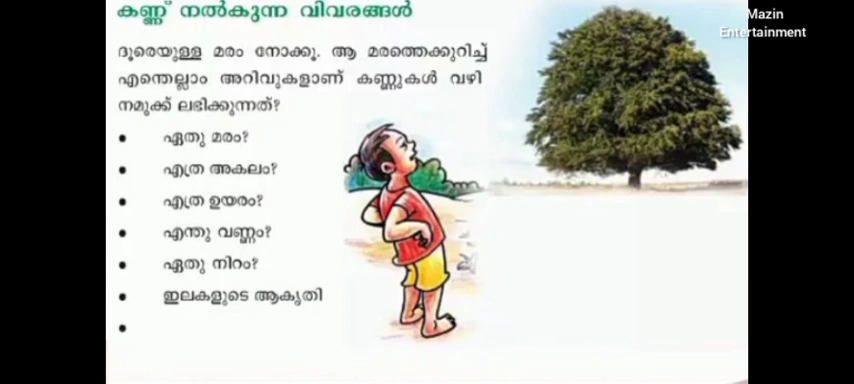 കണ്ണ് നൽകുന്ന വിവരങ്ങൾ
Mazin
Entertainment
ദൂരെയുള്ള മരം നോക്കൂ. ആ മരത്തെക്കുറിച്ച്
എന്തെല്ലാം അറിവുകളാണ് കണ്ണുകൾ വഴി
നമുക്ക് ലഭിക്കുന്നത്?
• ഏതു മരം?
• എത്ര അകലം?
• എത്ര ഉയരം?
• എന്തു വണ്ണം?
• ഏതു നിറം?
• ഇലകളുടെ ആകൃതി
•